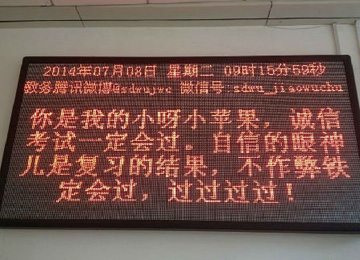 2014年07月08日 星期二 09时15分59秒
教务腾讯微博@sdwujwc 微信号:sdwu_jiaowuchu
你是我的小呀小苹果，诚信
考试一定会过。自信的眼神
儿是复习的结果，不作弊铁
定会过，过过过过！